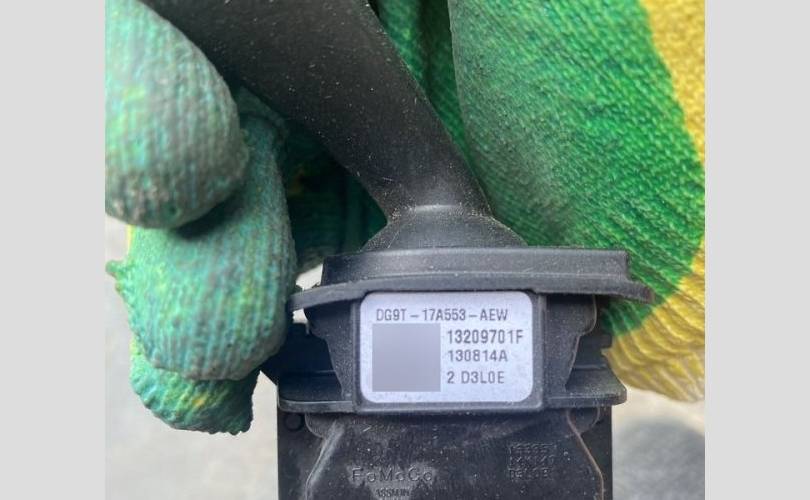 DG9T-17A553-AEW
13209701F
130814A
2 D3L0E
FoMoCo